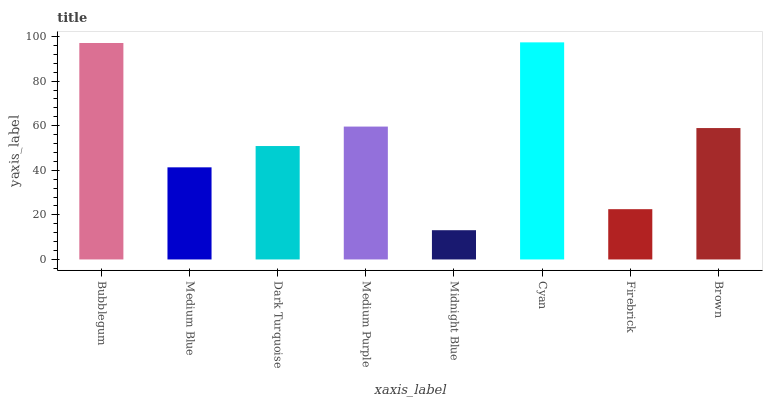 title
100
80
60
40
20
0
yaxis_label
Bubblegum
Medium Blue
Dark Turquoise
Medium Purple
Midnight Blue
Cyan
Firebrick
Brown
xaxis_label